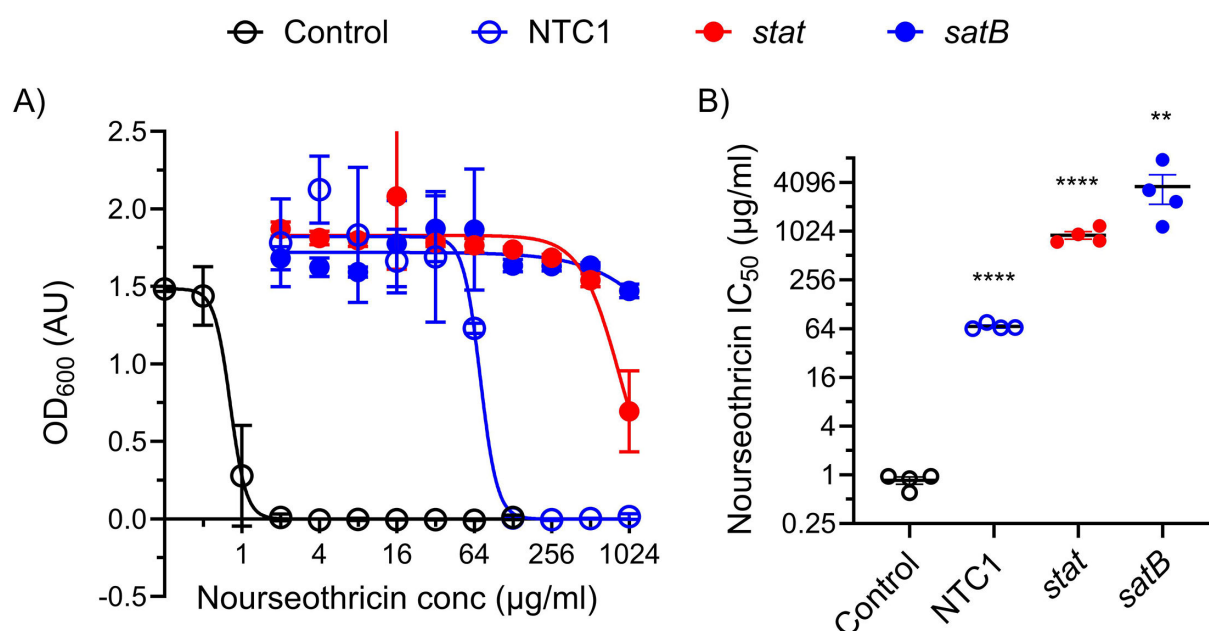 Control NTC1 stat satB
A) B)
OD600 (AU)
2.5
2.0
1.5
1.0
0.5
0.0
-0.5
1 4 16 64 256 1024
Nourseothricin conc (µg/ml)
Nourseothricin IC50 (µg/ml)
4096
1024
256
64
16
4
1
0.25
****
****
**
Control NTC1 stat satB